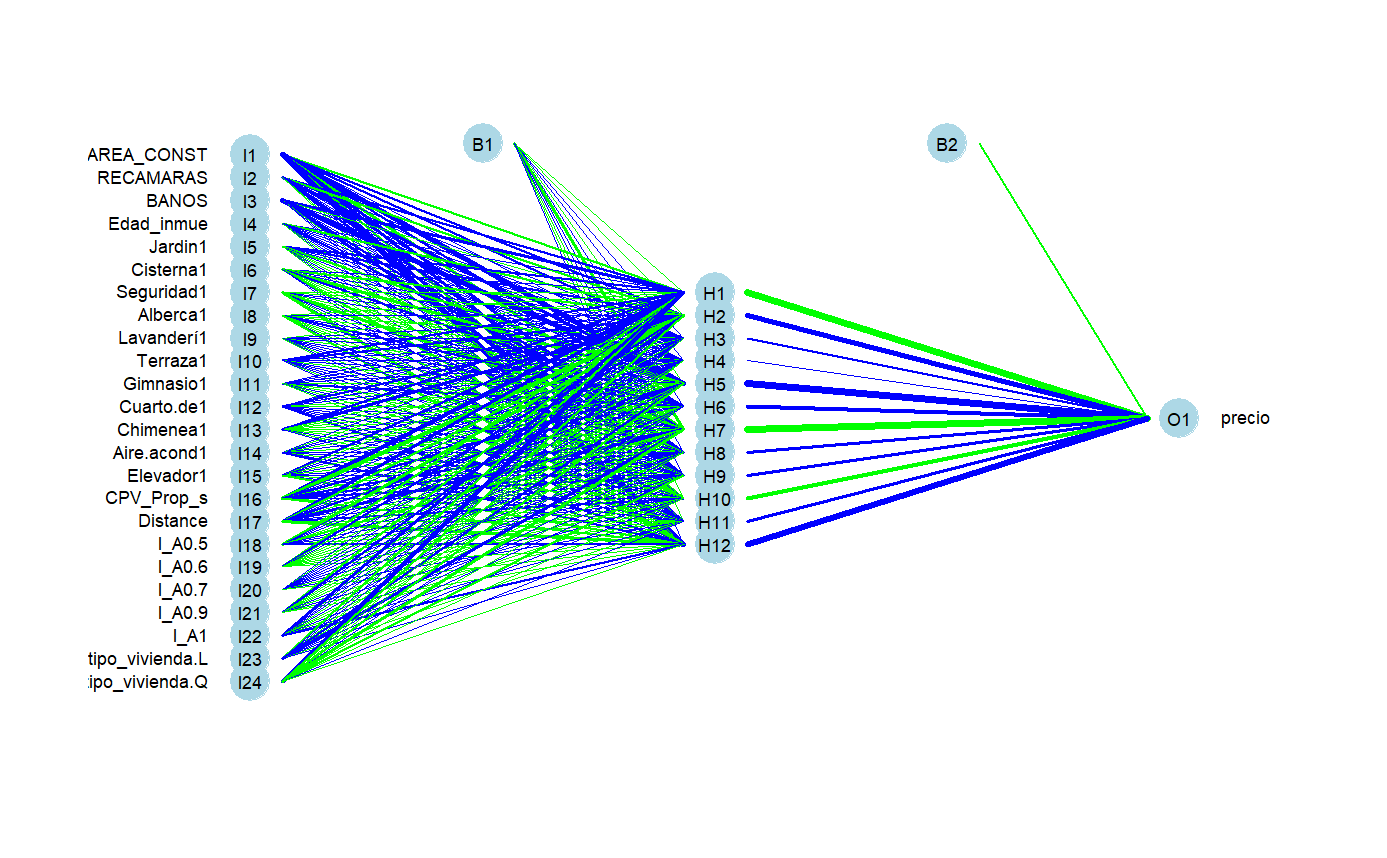 B1 B2
AREA_CONST I1
RECAMARAS I2
BANOS I3
Edad_inmue I4
Jardin1 I5
Cisterna1 I6
Seguridad1 I7 H1
Alberca1 I8 H2
Lavanderí1 I9 H3
Terraza1 I10 H4
Gimnasio1 I11 H5
Cuarto.de1 I12 H6
O1 precio
Chimenea1 I13 H7
Aire.acond1 I14 H8
Elevador1 I15 H9
CPV_Prop_s I16 H10
Distance I17 H11
I_A0.5 I18 H12
I_A0.6 I19
I_A0.7 I20
I_A0.9 I21
I_A1 I22
tipo_vivienda.L I23
tipo_vivienda.Q I24